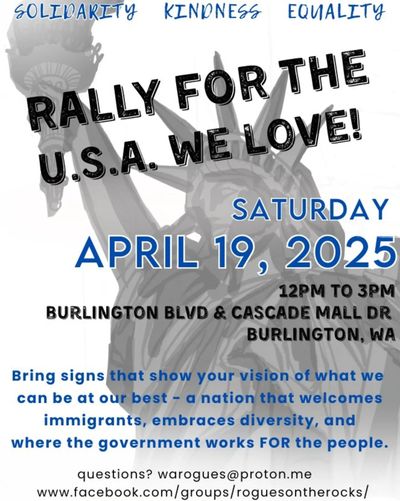 SOLIDARITY KINDNESS EQUALITY
RALLY FOR THE
U.S.A. WE LOVE!
SATURDAY
APRIL 19, 2025
12PM TO 3PM
BURLINGTON BLVD & CASCADE MALL DR
BURLINGTON, WA
Bring signs that show your vision of what we
can be at our best - a nation that welcomes
immigrants, embraces diversity, and
where the government works FOR the people.
questions? warogues@proton.me
www.facebook.com/groups/roguesontherocks/